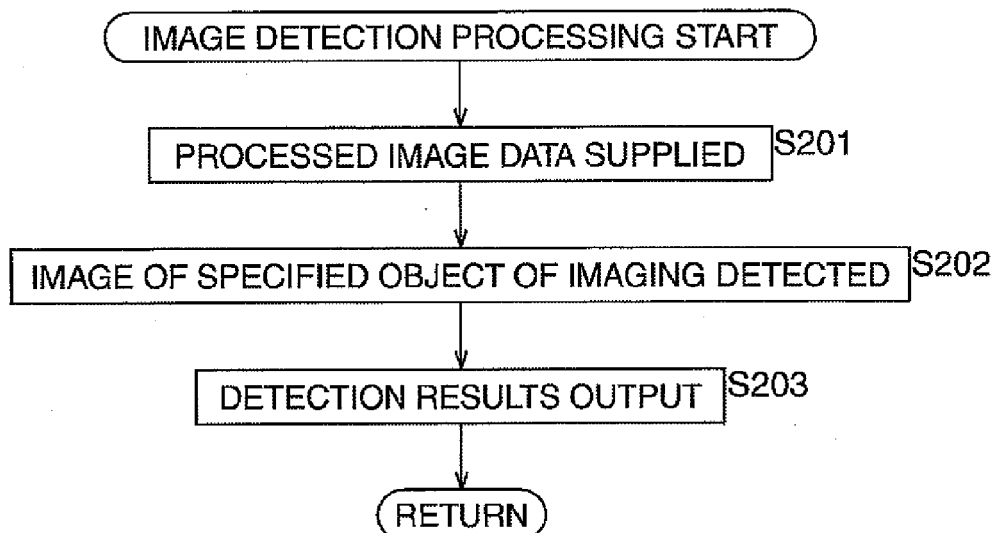 IMAGE DETECTION PROCESSING START
PROCESSED IMAGE DATA SUPPLIED S201
IMAGE OF SPECIFIED OBJECT OF IMAGING DETECTED S202
DETECTION RESULTS OUTPUT S203
RETURN